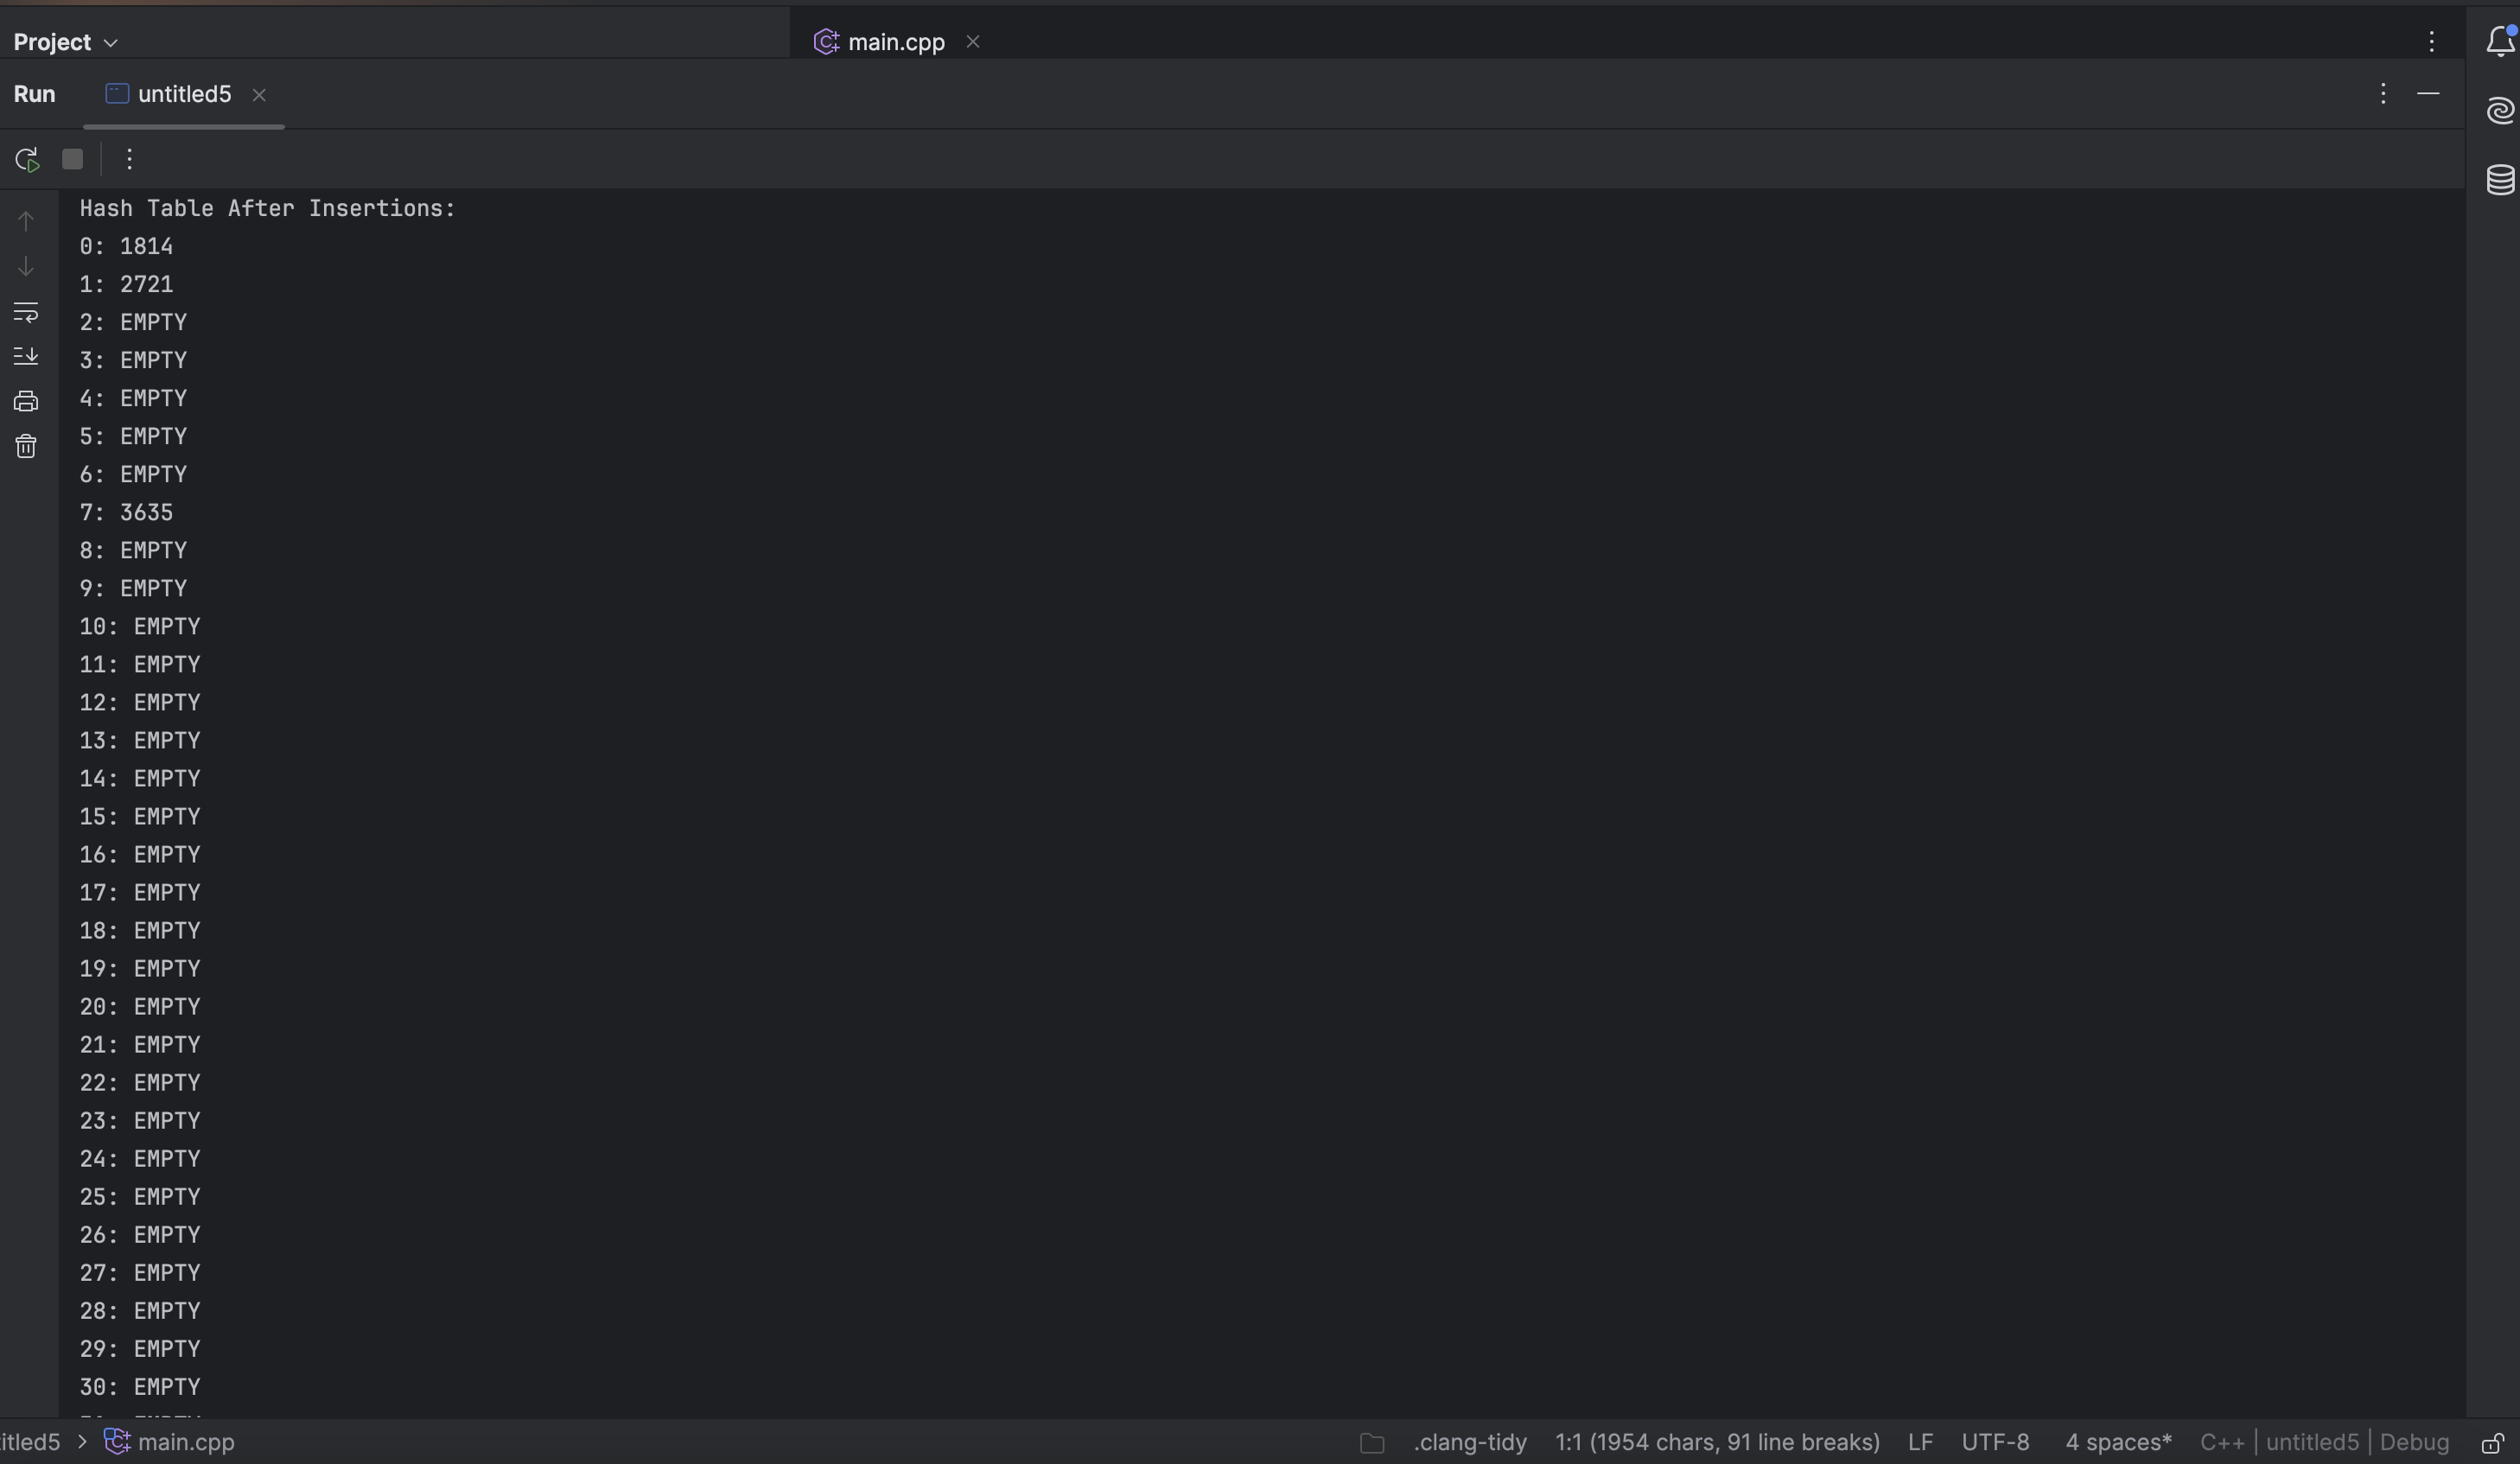 Project
main.cpp
Run untitled5
Hash Table After Insertions:
0: 1814
1: 2721
2: EMPTY
3: EMPTY
4: EMPTY
5: EMPTY
6: EMPTY
7: 3635
8: EMPTY
9: EMPTY
10: EMPTY
11: EMPTY
12: EMPTY
13: EMPTY
14: EMPTY
15: EMPTY
16: EMPTY
17: EMPTY
18: EMPTY
19: EMPTY
20: EMPTY
21: EMPTY
22: EMPTY
23: EMPTY
24: EMPTY
25: EMPTY
26: EMPTY
27: EMPTY
28: EMPTY
29: EMPTY
30: EMPTY
itled5 > main.cpp .clang-tidy 1:1 (1954 chars, 91 line breaks) LF UTF-8 4 spaces* C++ | untitled5 | Debug